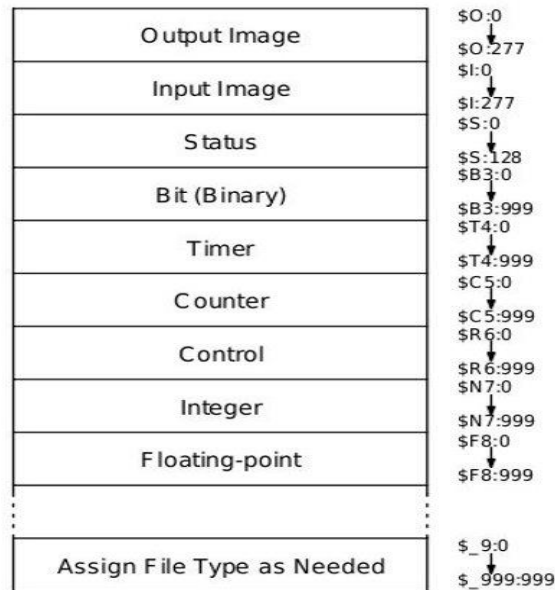 Output Image
$O:0
$O:277
Input Image
$I:0
$I:277
Status
$S:0
$S:128
Bit (Binary)
$B3:0
$B3:999
Timer
$T4:0
$T4:999
Counter
$C5:0
$C5:999
Control
$R6:0
$R6:999
Integer
$N7:0
$N7:999
Floating-point
$F8:0
$F8:999
Assign File Type as Needed
$_9:0
$_999:999